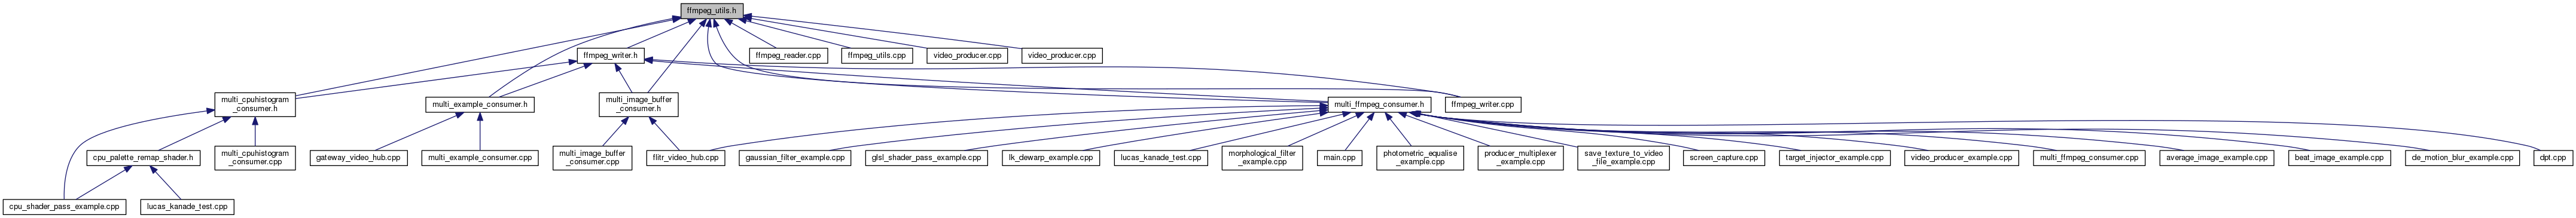 ffmpeg_utils.h
ffmpeg_writer.h
ffmpeg_reader.cpp
ffmpeg_utils.cpp
video_producer.cpp
video_producer.cpp
multi_cpuhistogram
_consumer.h
multi_example_consumer.h
multi_image_buffer
_consumer.h
multi_ffmpeg_consumer.h
ffmpeg_writer.cpp
cpu_palette_remap_shader.h
multi_cpuhistogram
_consumer.cpp
gateway_video_hub.cpp
multi_example_consumer.cpp
multi_image_buffer
_consumer.cpp
flitr_video_hub.cpp
gaussian_filter_example.cpp
glsl_shader_pass_example.cpp
lk_dewarp_example.cpp
lucas_kanade_test.cpp
morphological_filter
_example.cpp
main.cpp
photometric_equalise
_example.cpp
producer_multiplexer
_example.cpp
save_texture_to_video
_file_example.cpp
screen_capture.cpp
target_injector_example.cpp
video_producer_example.cpp
multi_ffmpeg_consumer.cpp
average_image_example.cpp
beat_image_example.cpp
de_motion_blur_example.cpp
dpt.cpp
cpu_shader_pass_example.cpp
lucas_kanade_test.cpp